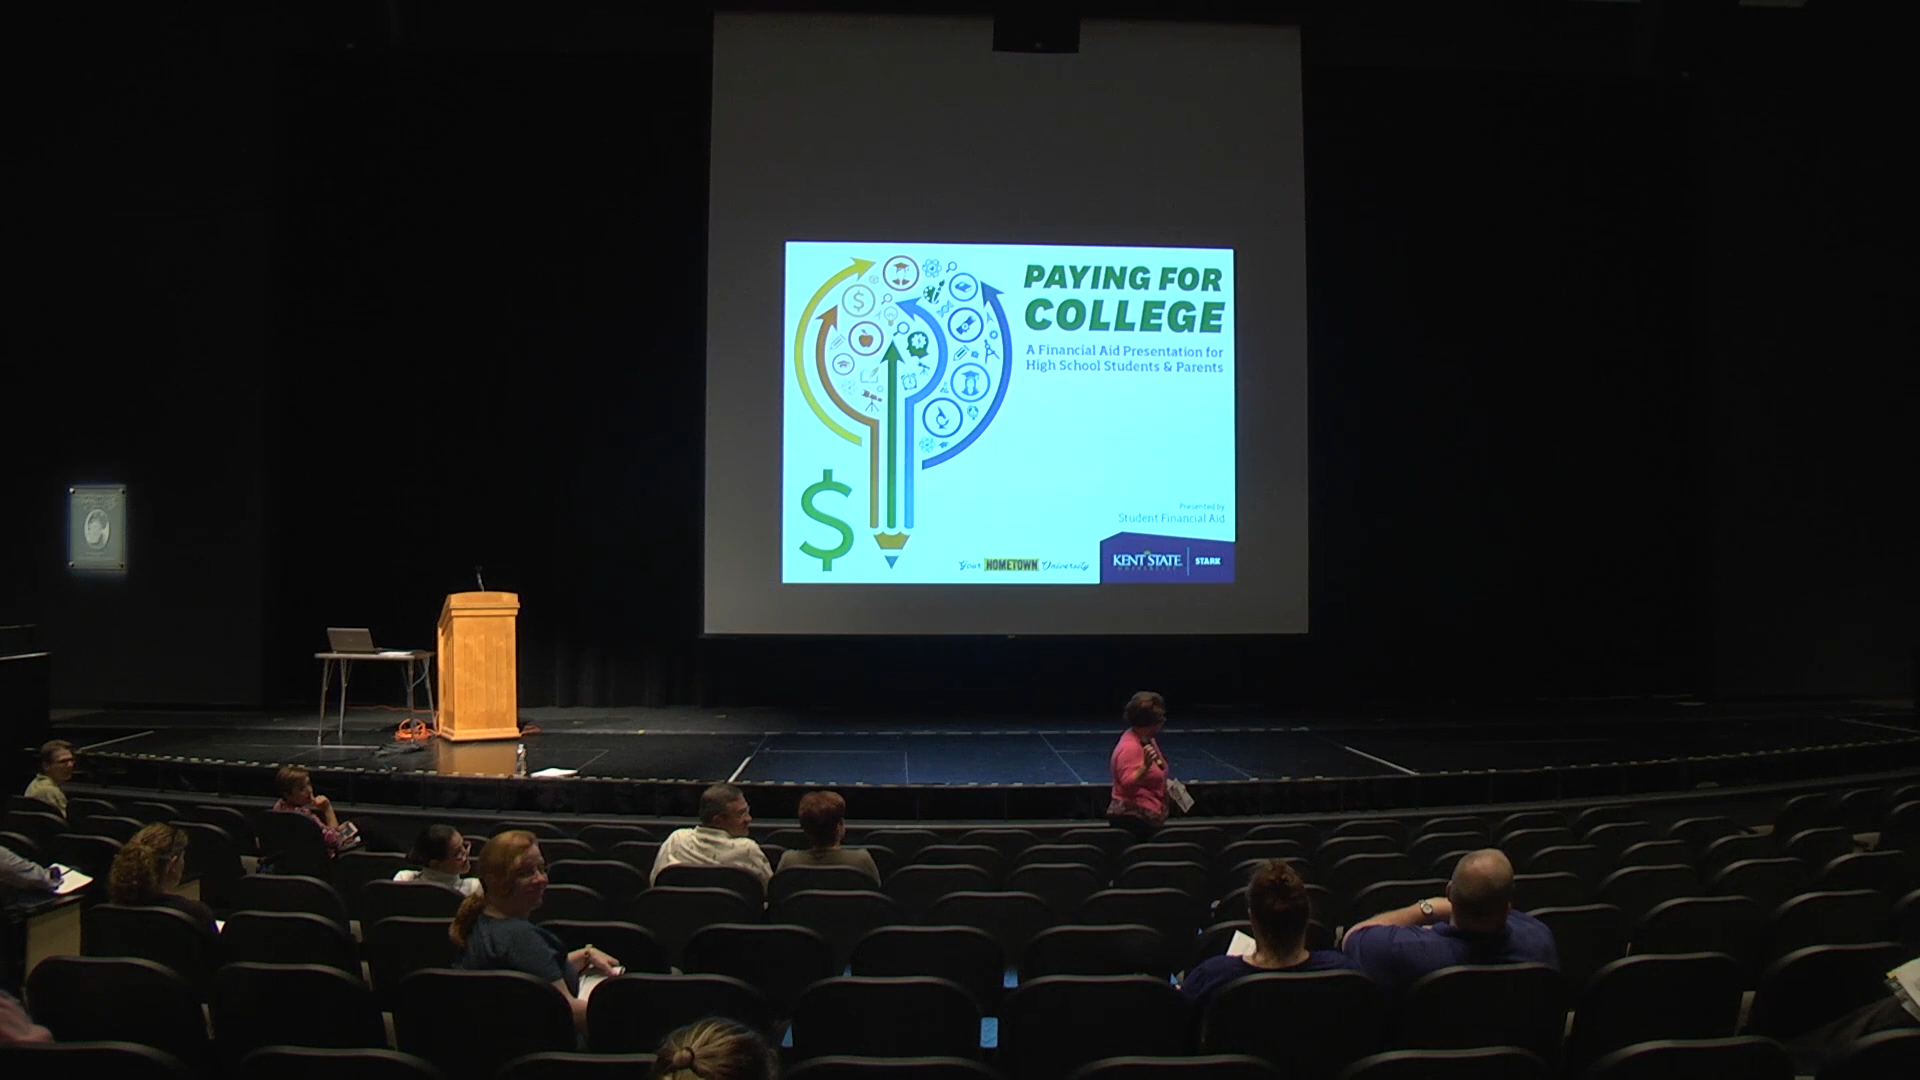 PAYING FOR
COLLEGE
A Financial Aid Presentation for
High School Students & Parents
$
$
Presented by
Student Financial Aid
Your HOMETOWN University
KENT STATE
UNIVERSITY
STARK